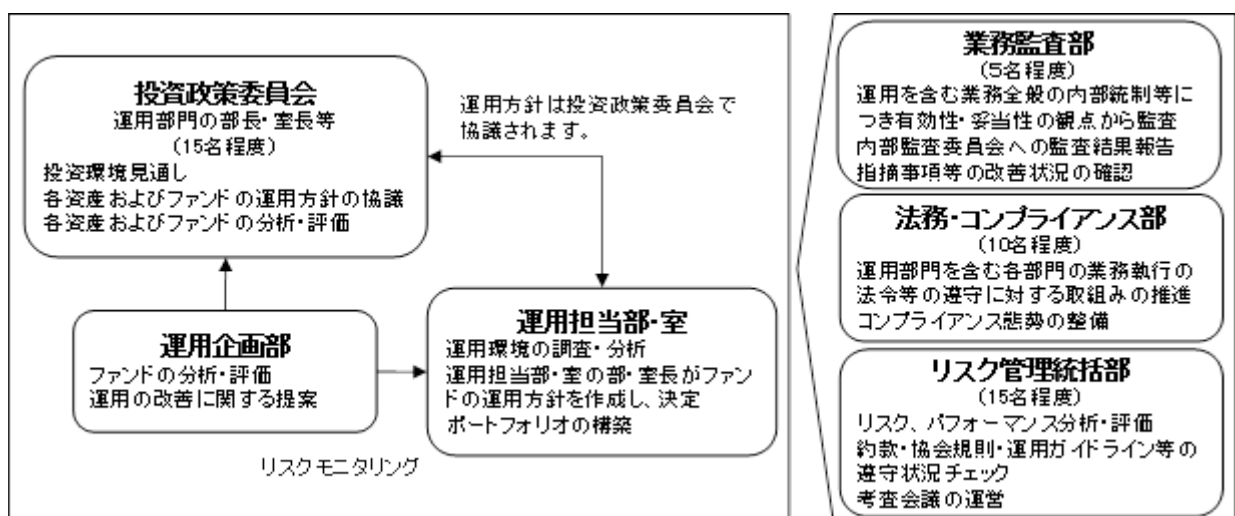 投資政策委員会
運用部門の部長・室長等
（15名程度）
投資環境見通し
各資産およびファンドの運用方針の協議
各資産およびファンドの分析・評価
運用方針は投資政策委員会で
協議されます。
運用企画部
ファンドの分析・評価
運用の改善に関する提案
運用担当部・室
運用環境の調査・分析
運用担当部・室の部・室長がファン
ドの運用方針を作成し、決定
ポートフォリオの構築
リスクモニタリング
業務監査部
（5名程度）
運用を含む業務全般の内部統制等に
つき有効性・妥当性の観点から監査
内部監査委員会への監査結果報告
指摘事項等の改善状況の確認
法務・コンプライアンス部
（10名程度）
運用部門を含む各部門の業務執行の
法令等の遵守に対する取組みの推進
コンプライアンス態勢の整備
リスク管理統括部
（15名程度）
リスク、パフォーマンス分析・評価
約款・協会規則・運用ガイドライン等の
遵守状況チェック
考査会議の運営